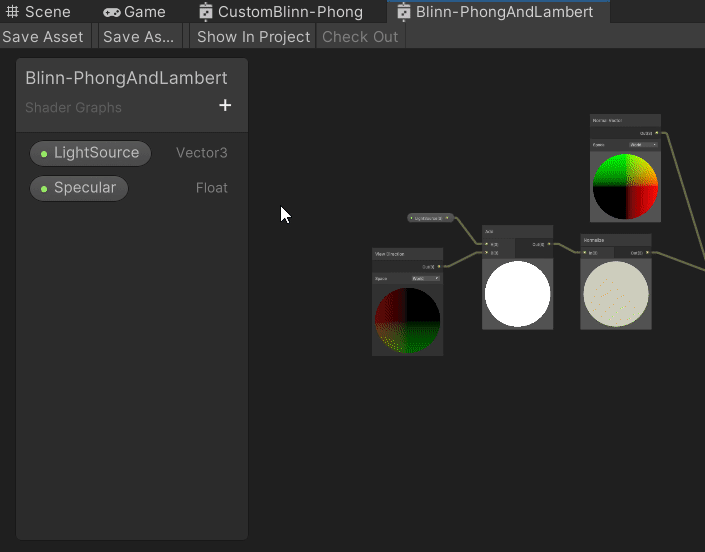 Scene Game CustomBlinn-Phong Blinn-PhongAndLambert
Save Asset Save As... Show In Project Check Out
Blinn-PhongAndLambert
Shader Graphs +
LightSource Vector3
Specular Float
Normal Vector
Out(3)
Space World
LightSource(3)
Add
A(3) Out(3)
B(3)
Normalize
In(3) Out(3)
View Direction
Out(3)
Space World